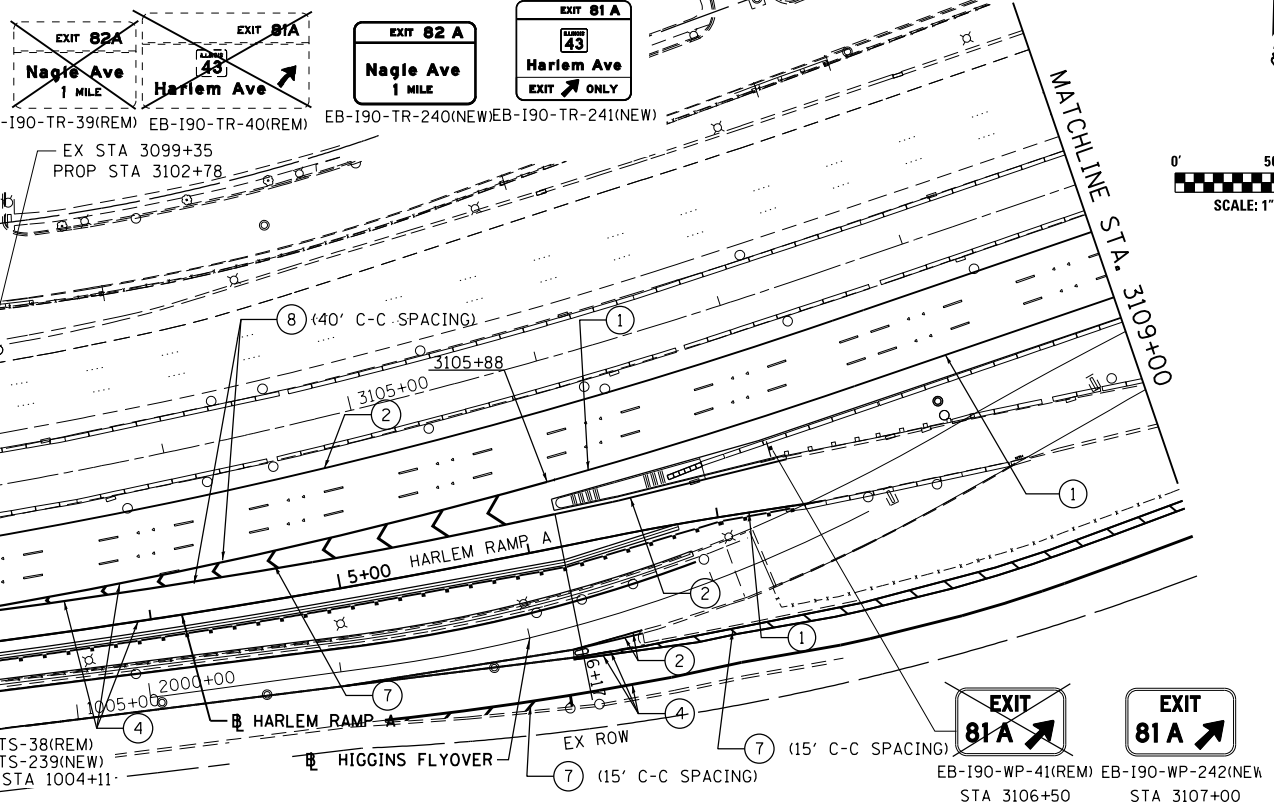 EXIT 82A
Nagle Ave
1 MILE
EXIT 81A
ILLINOIS
43
Harlem Ave
EXIT 82 A
Nagle Ave
1 MILE
EXIT 81 A
ILLINOIS
43
Harlem Ave
EXIT ONLY
-I90-TR-39(REM)
EB-I90-TR-40(REM)
EB-I90-TR-240(NEW)
EB-I90-TR-241(NEW)
EX STA 3099+35
PROP STA 3102+78
MATCHLINE STA. 3109+00
0'
50
SCALE: 1"
8 (40' C-C SPACING)
1
3105+88
3105+00
2
1
HARLEM RAMP A
5+00
2
1
2
6+17
4
7
2000+00
1005+00
4
℄ HARLEM RAMP A
EX ROW
℄ HIGGINS FLYOVER
7 (15' C-C SPACING)
7 (15' C-C SPACING)
TS-38(REM)
TS-239(NEW)
STA 1004+11
EXIT
81 A
EB-I90-WP-41(REM)
STA 3106+50
EXIT
81 A
EB-I90-WP-242(NEW
STA 3107+00